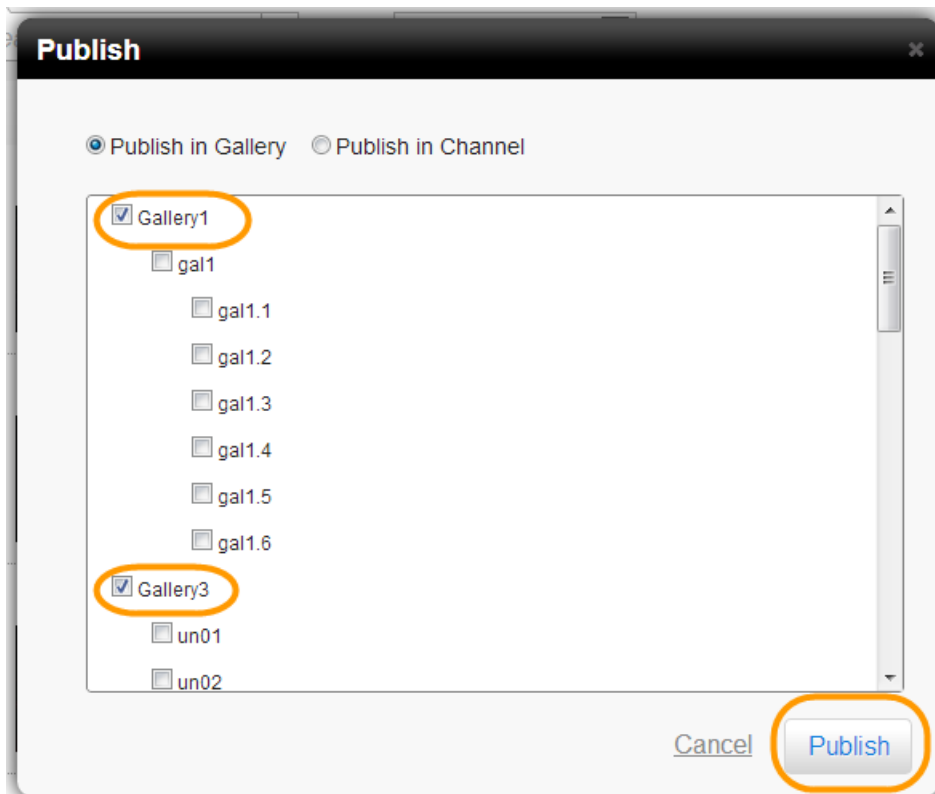 Publish
Publish in Gallery Publish in Channel
Gallery1
gal1
gal1.1
gal1.2
gal1.3
gal1.4
gal1.5
gal1.6
Gallery3
un01
un02
Cancel Publish